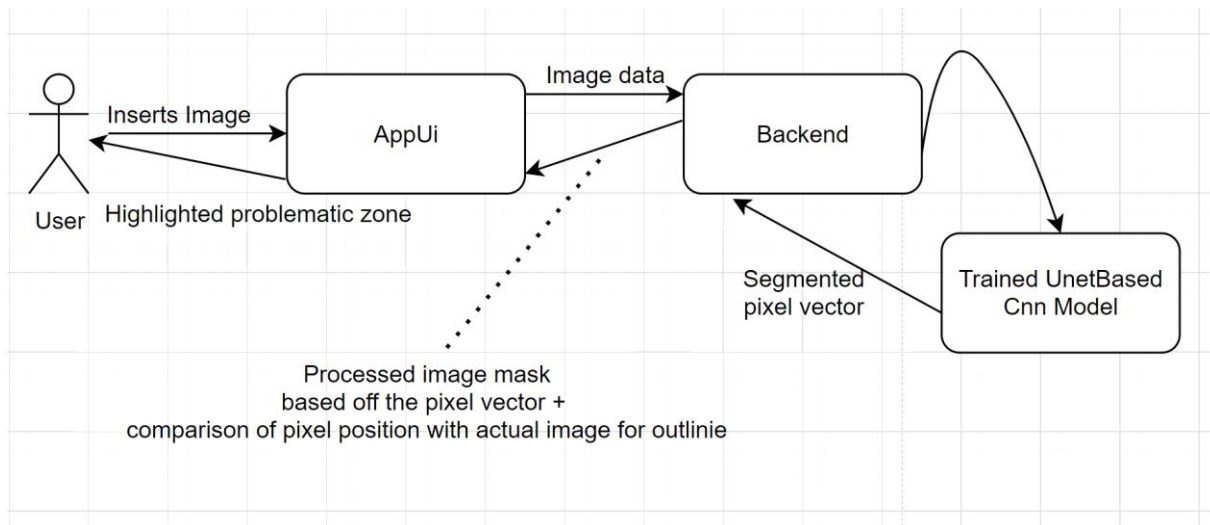 Image data
Inserts Image
AppUi
Backend
User
Highlighted problematic zone
Segmented
pixel vector
Trained UnetBased
Cnn Model
Processed image mask
based off the pixel vector +
comparison of pixel position with actual image for outlinie